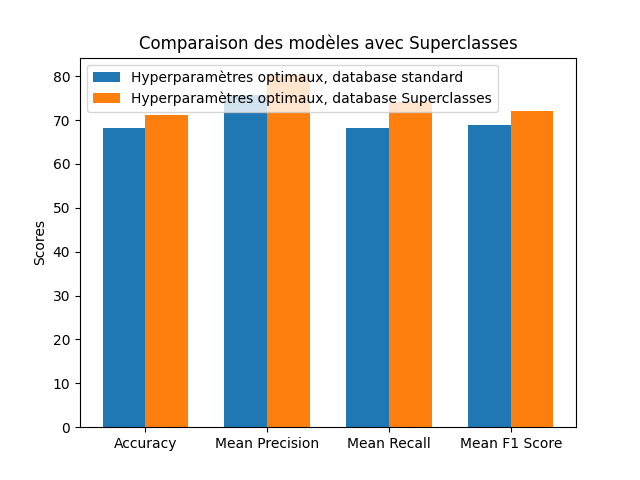 Comparaison des modèles avec Superclasses
Hyperparamètres optimaux, database standard
Hyperparamètres optimaux, database Superclasses
Scores
80
70
60
50
40
30
20
10
0
Accuracy
Mean Precision
Mean Recall
Mean F1 Score